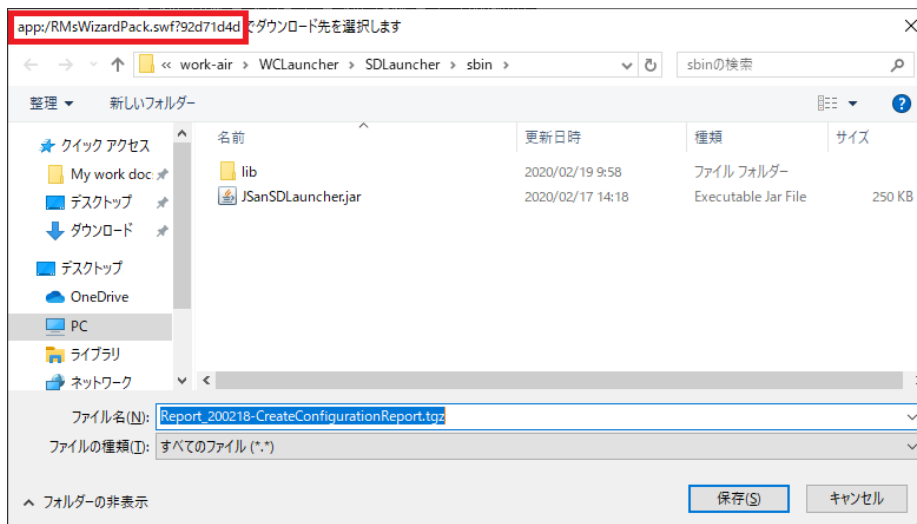 app:/RMsWizardPack.swf?92d71d4d でダウンロード先を選択します
« work-air > WCLauncher > SDLauncher > sbin >
sbinの検索
整理 新しいフォルダー
名前 更新日時 種類 サイズ
クイック アクセス
My work doc
デスクトップ
ダウンロード
デスクトップ
OneDrive
PC
ライブラリ
ネットワーク
lib 2020/02/19 9:58 ファイル フォルダー
JSanSDLauncher.jar 2020/02/17 14:18 Executable Jar File 250 KB
ファイル名(N): Report_200218-CreateConfigurationReport.tgz
ファイルの種類(T): すべてのファイル (*.*)
フォルダーの非表示
保存(S) キャンセル